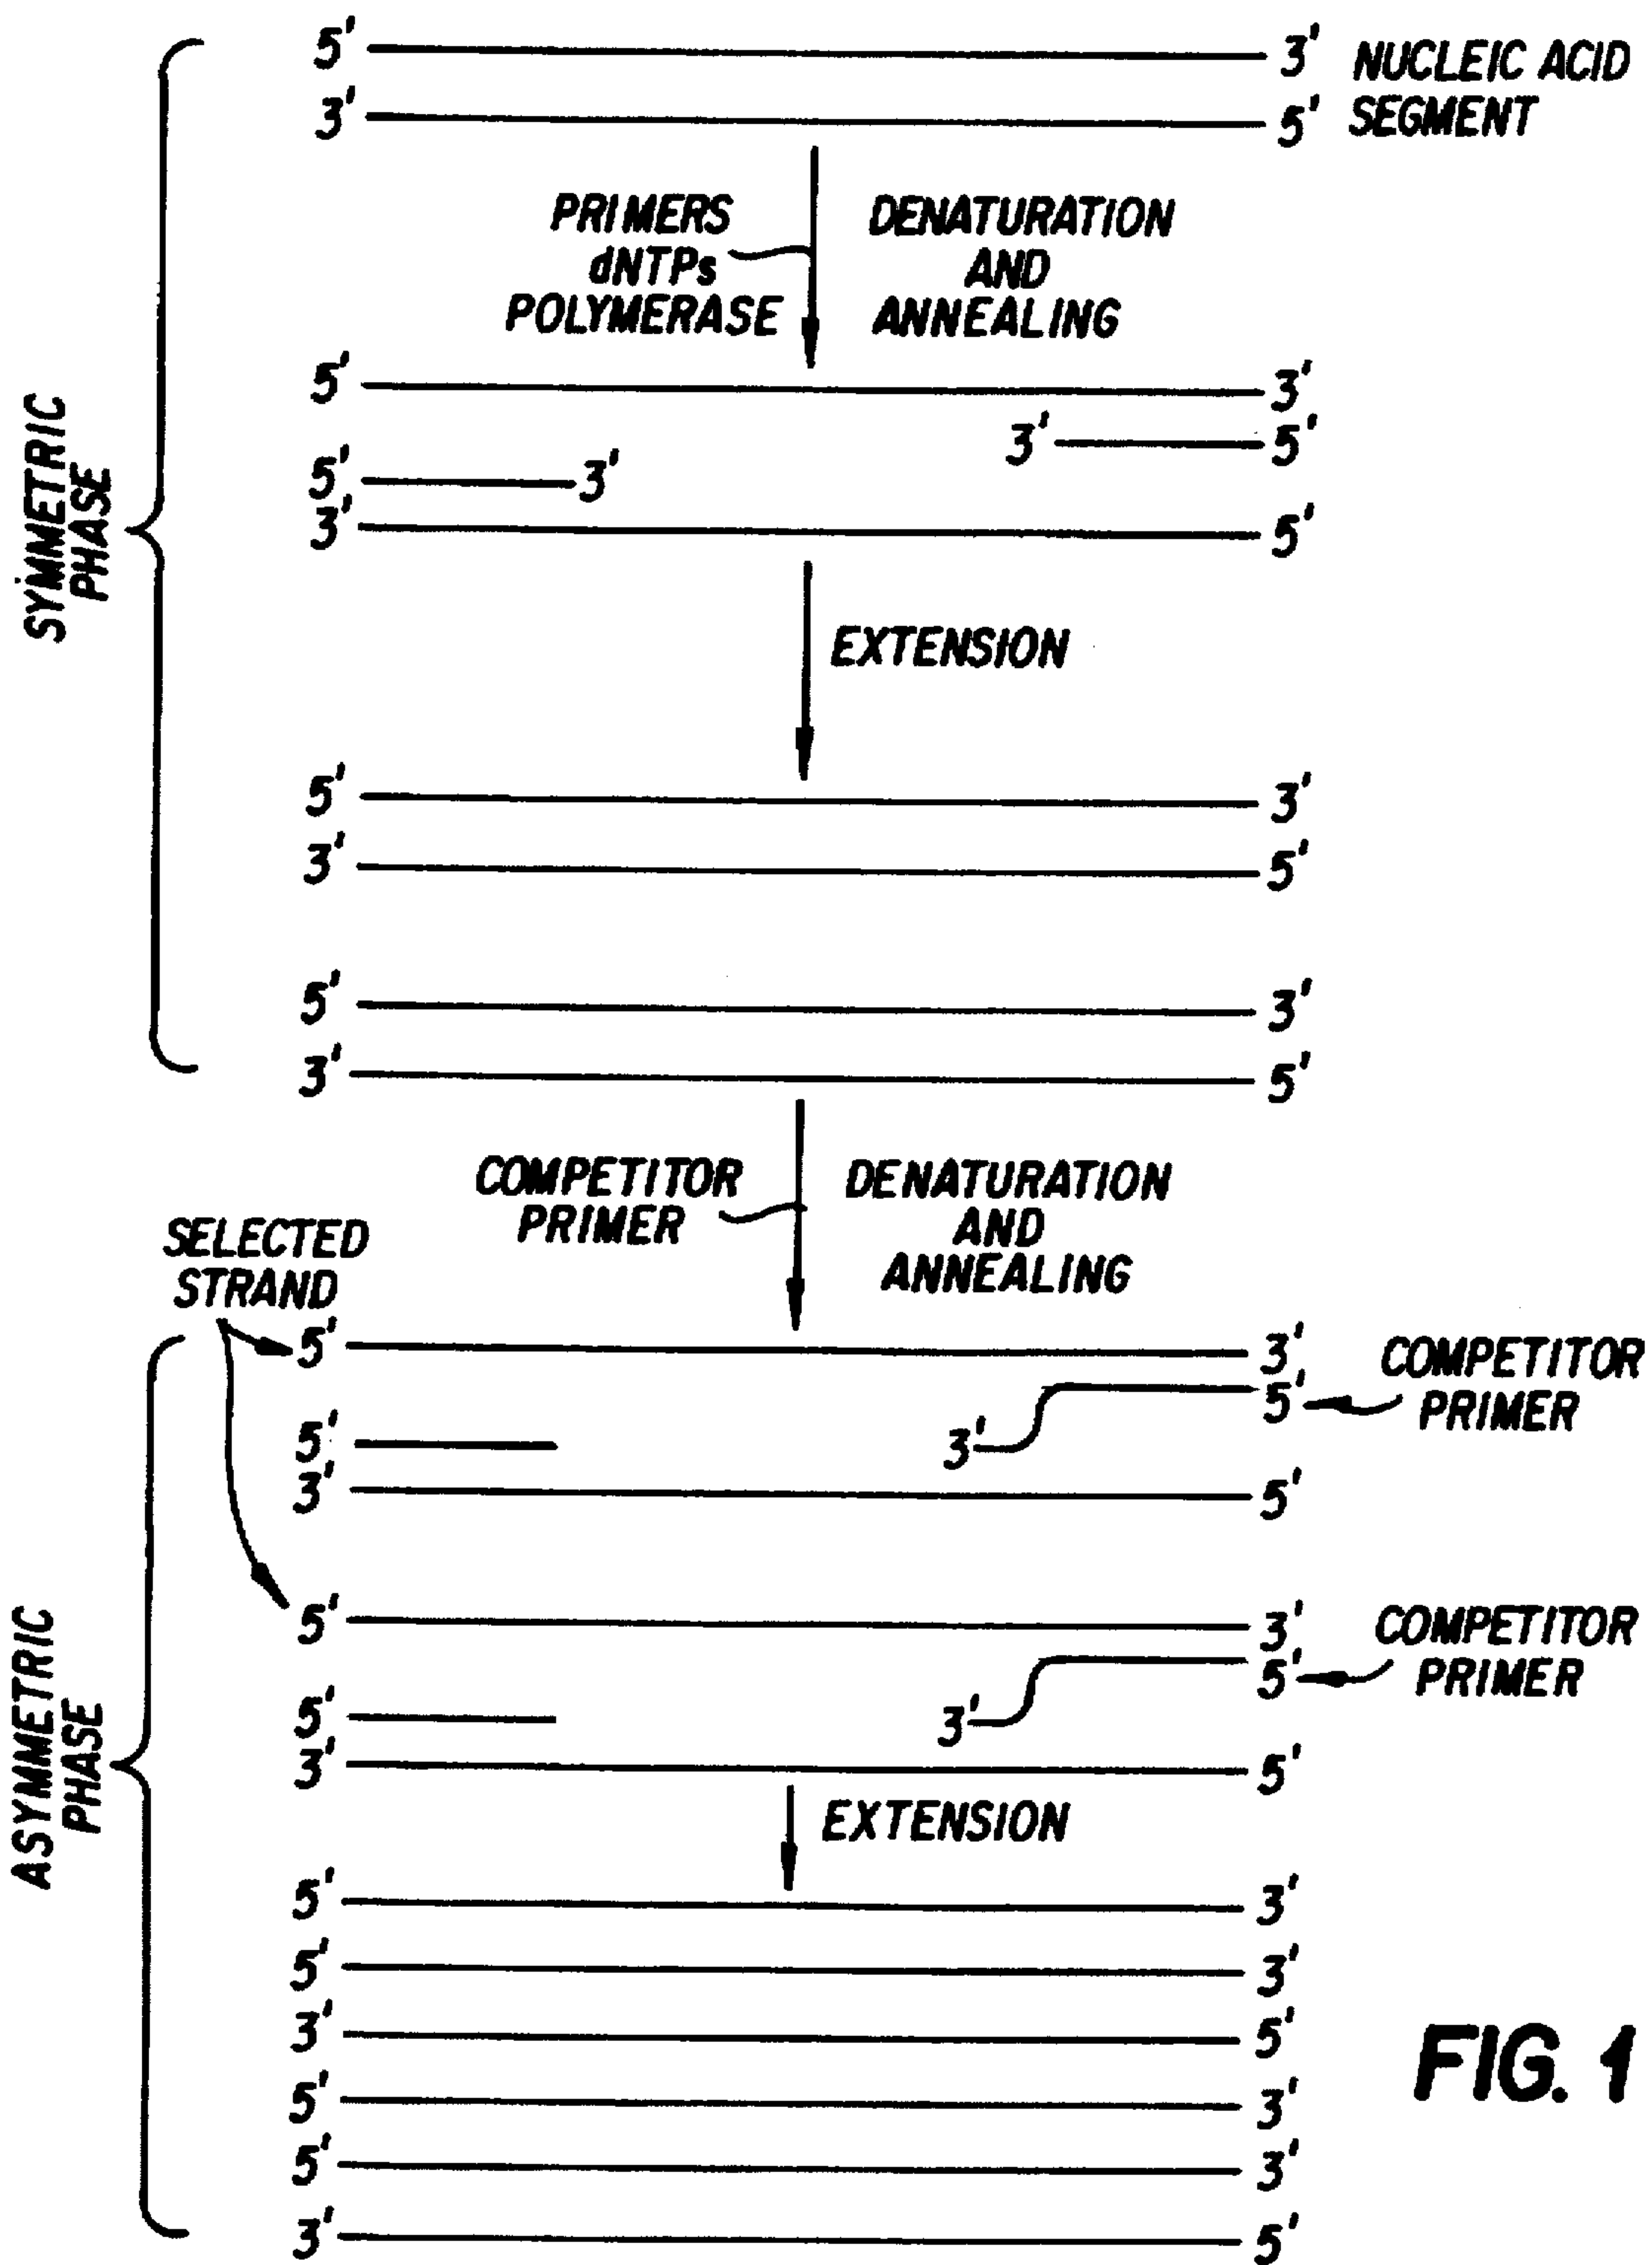 5' 3' NUCLEIC ACID
3' 5' SEGMENT
PRIMERS
dNTPs
POLYMERASE
DENATURATION
AND
ANNEALING
5' 3'
3' 5'
5' 3'
3' 5'
SYMMETRIC
PHASE
EXTENSION
5' 3'
3' 5'
5' 3'
3' 5'
COMPETITOR
PRIMER
DENATURATION
AND
ANNEALING
SELECTED
STRAND
5' 3'
5'
COMPETITOR
PRIMER
5' 3'
3' 5'
5' 3'
5'
COMPETITOR
PRIMER
5' 3'
3' 5'
ASYMMETRIC
PHASE
EXTENSION
5' 3'
5' 3'
3' 5'
5' 3'
5' 3'
3' 5'
FIG. 1